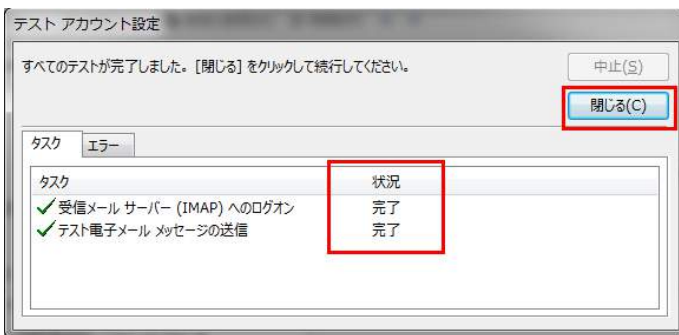 テスト アカウント設定
すべてのテストが完了しました。[閉じる] をクリックして続行してください。
中止(S)
閉じる(C)
タスク エラー
タスク 状況
受信メール サーバー (IMAP) へのログオン 完了
テスト電子メール メッセージの送信 完了